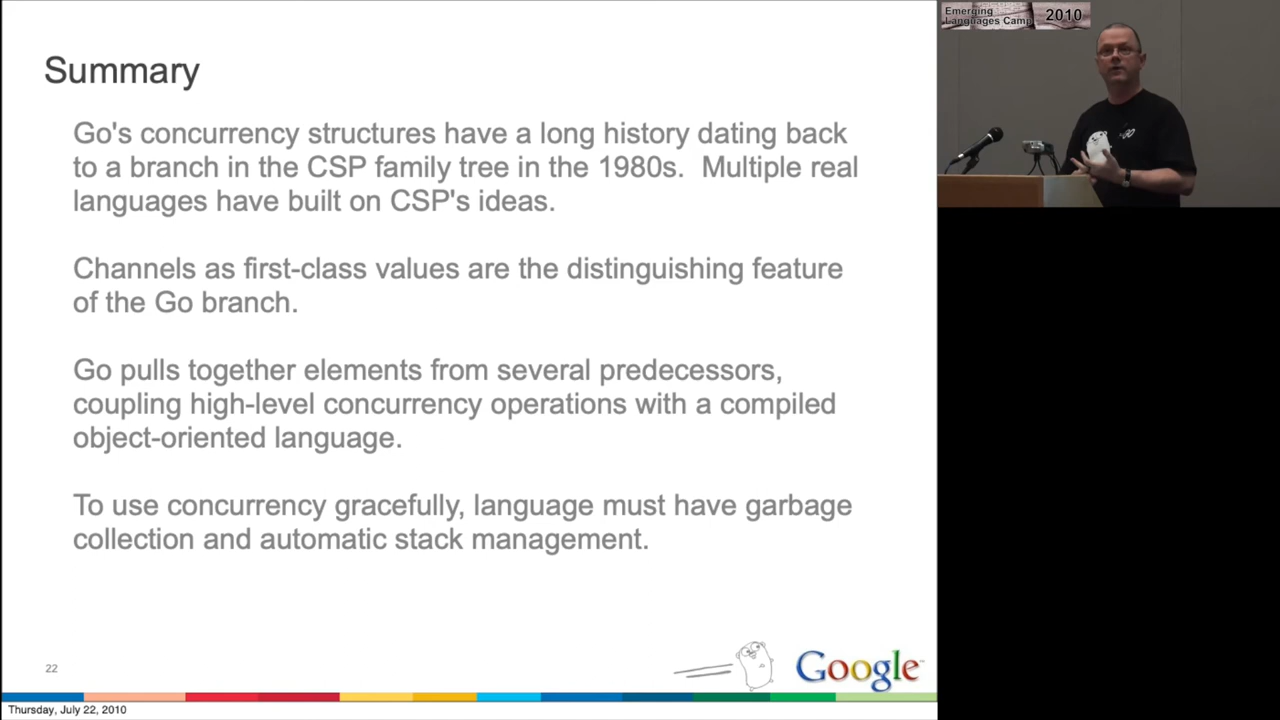 Emerging
Languages Camp 2010
Summary
Go's concurrency structures have a long history dating back
to a branch in the CSP family tree in the 1980s. Multiple real
languages have built on CSP's ideas.
Channels as first-class values are the distinguishing feature
of the Go branch.
Go pulls together elements from several predecessors,
coupling high-level concurrency operations with a compiled
object-oriented language.
To use concurrency gracefully, language must have garbage
collection and automatic stack management.
22
Google
Thursday, July 22, 2010